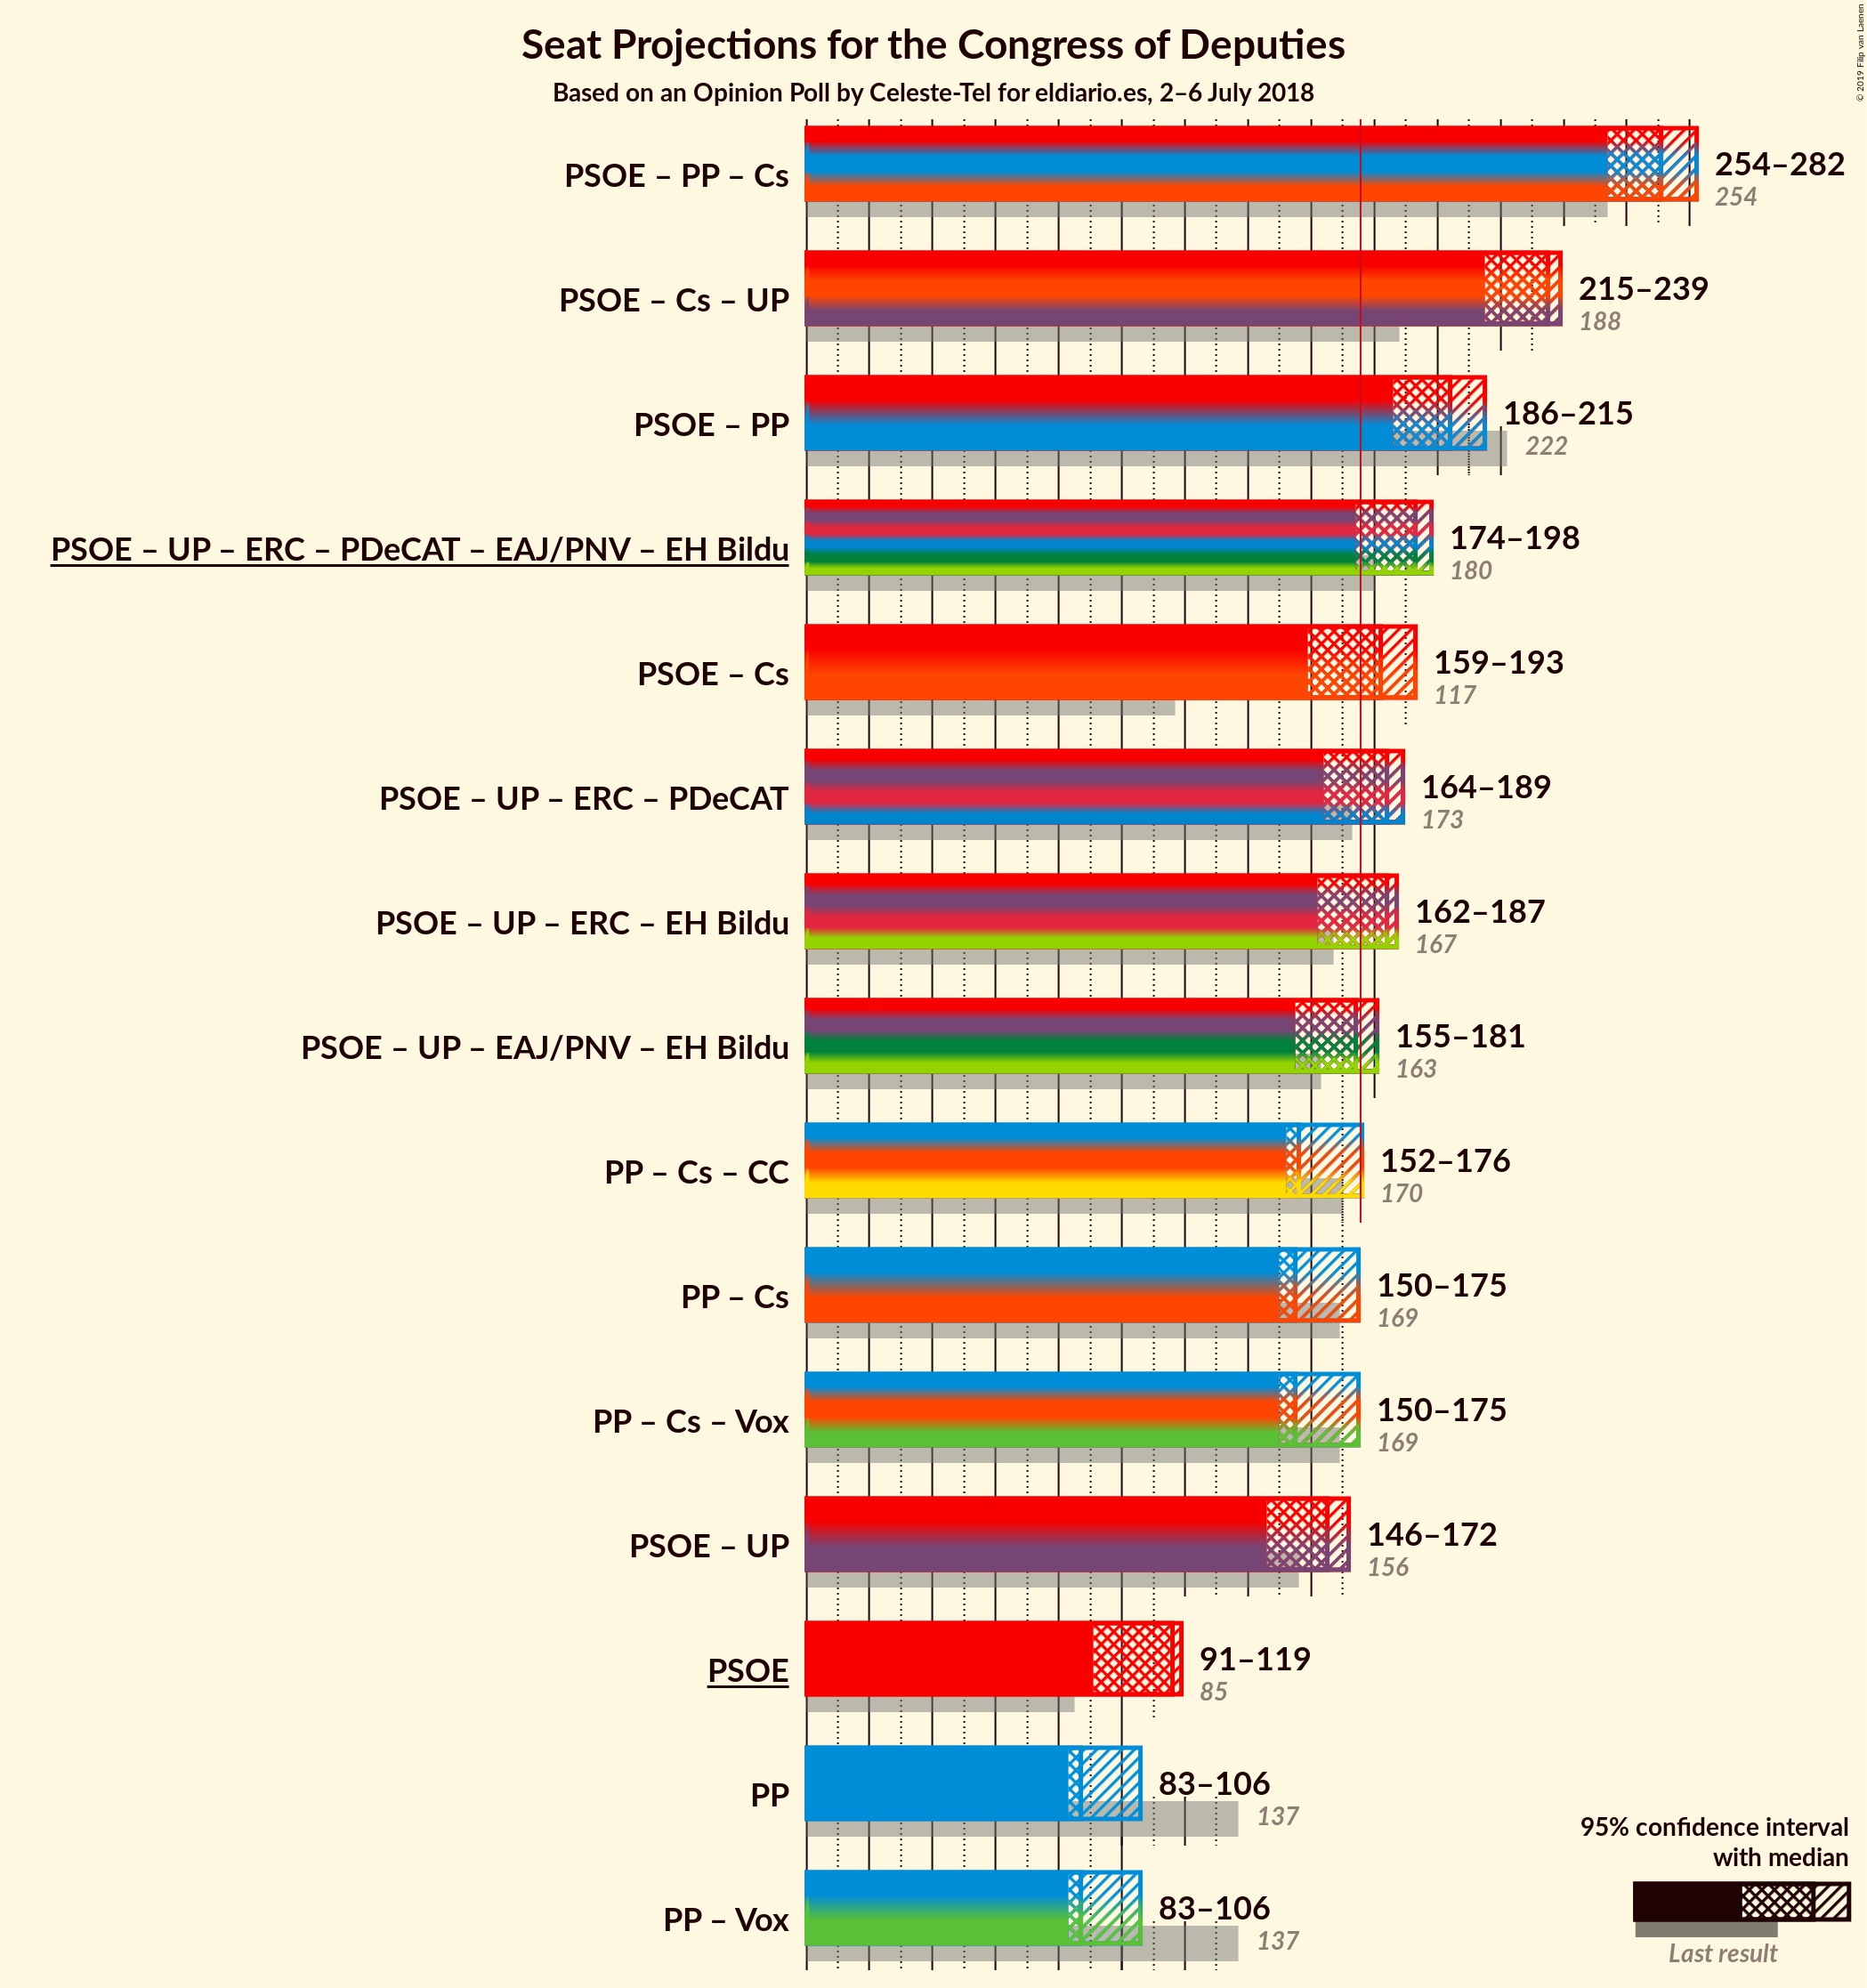 Seat Projections for the Congress of Deputies
Based on an Opinion Poll by Celeste-Tel for eldiario.es, 2–6 July 2018
© 2019 Filip van Laenen
PSOE – PP – Cs
254–282
254
PSOE – Cs – UP
215–239
188
PSOE – PP
186–215
222
PSOE – UP – ERC – PDeCAT – EAJ/PNV – EH Bildu
174–198
180
PSOE – Cs
159–193
117
PSOE – UP – ERC – PDeCAT
164–189
173
PSOE – UP – ERC – EH Bildu
162–187
167
PSOE – UP – EAJ/PNV – EH Bildu
155–181
163
PP – Cs – CC
152–176
170
PP – Cs
150–175
169
PP – Cs – Vox
150–175
169
PSOE – UP
146–172
156
PSOE
91–119
85
PP
83–106
137
PP – Vox
83–106
137
95% confidence interval
with median
Last result